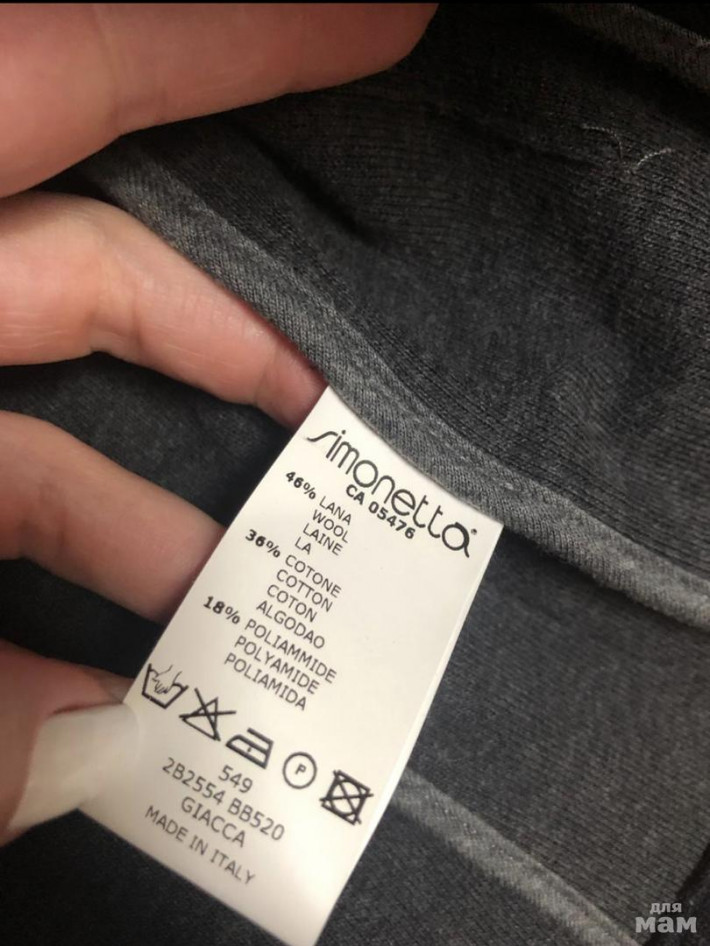 simonetta
CA 05476
46% LANA
WOOL
LAINE
LA
36% COTONE
COTTON
COTON
ALGODAO
18% POLIAMMIDE
POLYAMIDE
POLIAMIDA
P
549
2B2554 BB520
GIACCA
MADE IN ITALY
для
мам